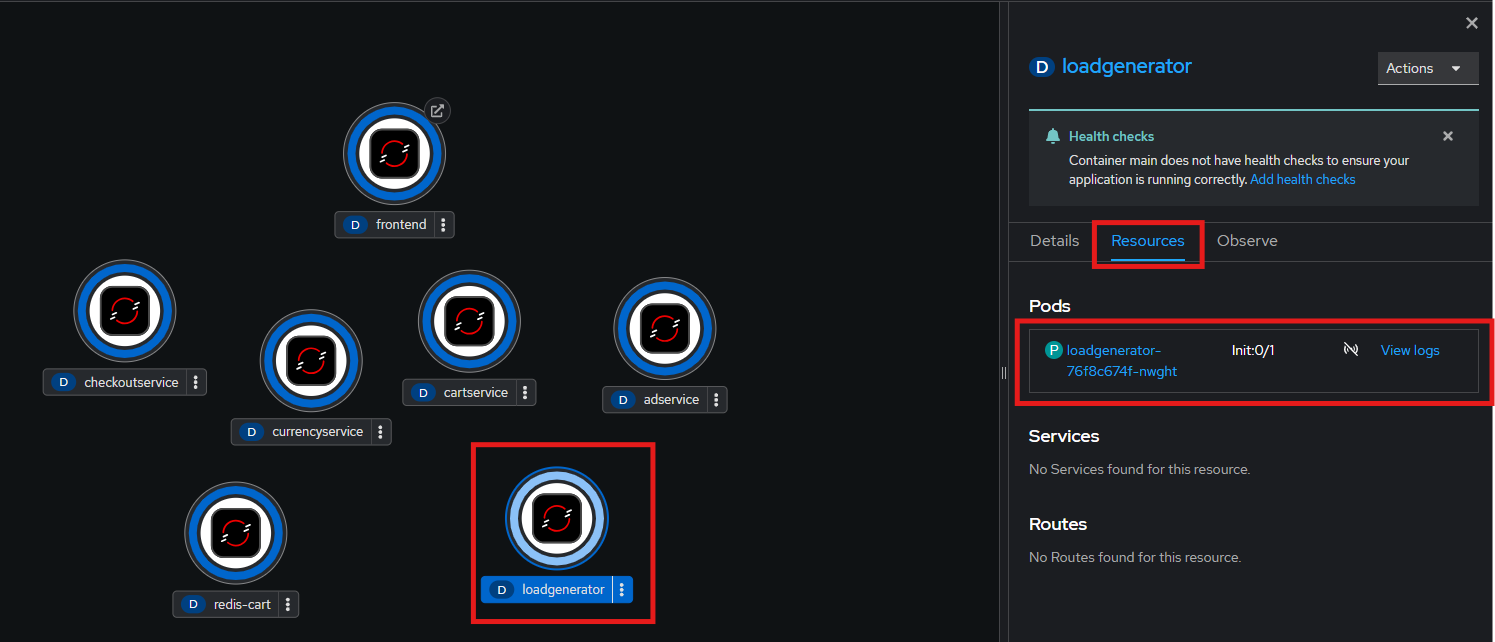 D frontend
D checkoutservice
D currencyservice
D cartservice
D adservice
D redis-cart
D loadgenerator
D loadgenerator
Actions
Health checks
Container main does not have health checks to ensure your
application is running correctly. Add health checks
Details Resources Observe
Pods
P loadgenerator- Init:0/1 View logs
76f8c674f-nwght
Services
No Services found for this resource.
Routes
No Routes found for this resource.